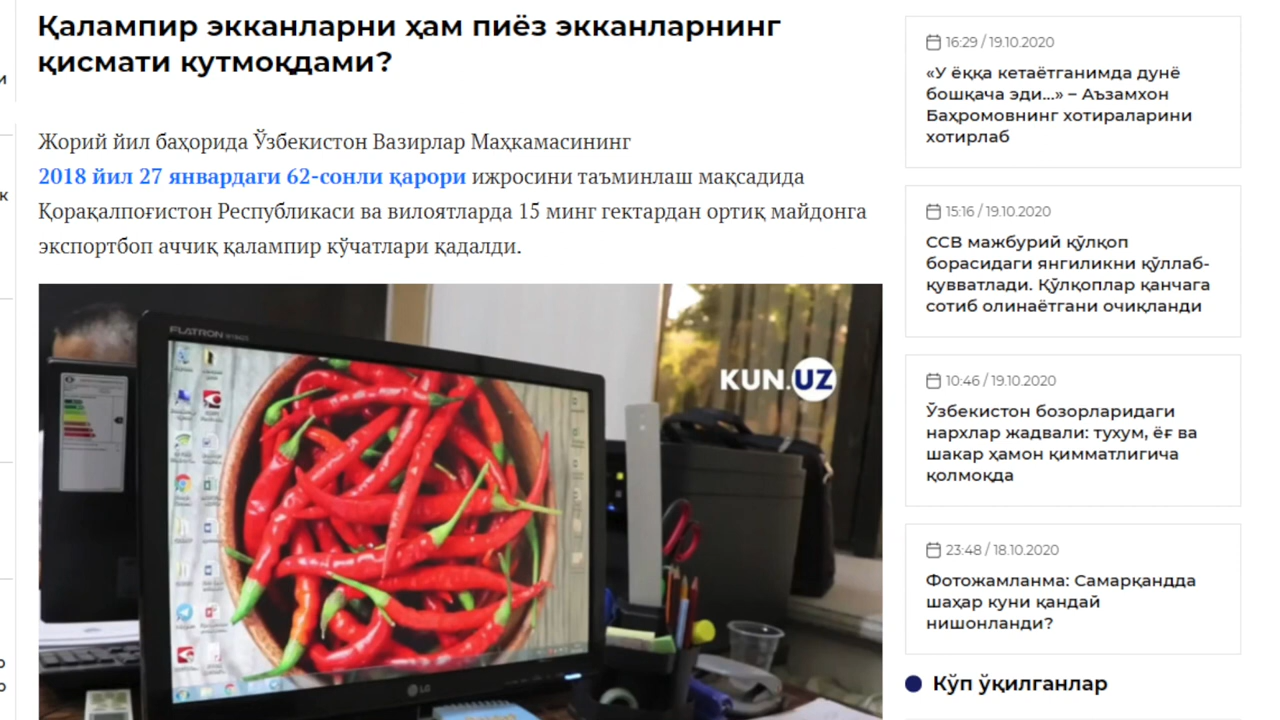 Қалампир экканларни ҳам пиёз экканларнинг
қисмати кутмоқдами?
Жорий йил баҳорида Ўзбекистон Вазирлар Маҳкамасининг
2018 йил 27 январдаги 62-сонли қарори ижросини таъминлаш мақсадида
Қорақалпоғистон Республикаси ва вилоятларда 15 минг гектардан ортиқ майдонга
экспортбоп аччиқ қалампир кўчатлари қадалди.
FLATRON
KUN.UZ
LG
16:29 / 19.10.2020
«У ёққа кетаётганимда дунё
бошқача эди...» – Аъзамхон
Баҳромовнинг хотираларини
хотирлаб
15:16 / 19.10.2020
ССВ мажбурий қўлқоп
борасидаги янгиликни қўллаб-
қувватлади. Қўлқоплар қанчага
сотиб олинаётгани очиқланди
10:46 / 19.10.2020
Ўзбекистон бозорларидаги
нархлар жадвали: тухум, ёғ ва
шакар ҳамон қимматлигича
қолмоқда
23:48 / 18.10.2020
Фотожамланма: Самарқандда
шаҳар куни қандай
нишонланди?
Кўп ўқилганлар